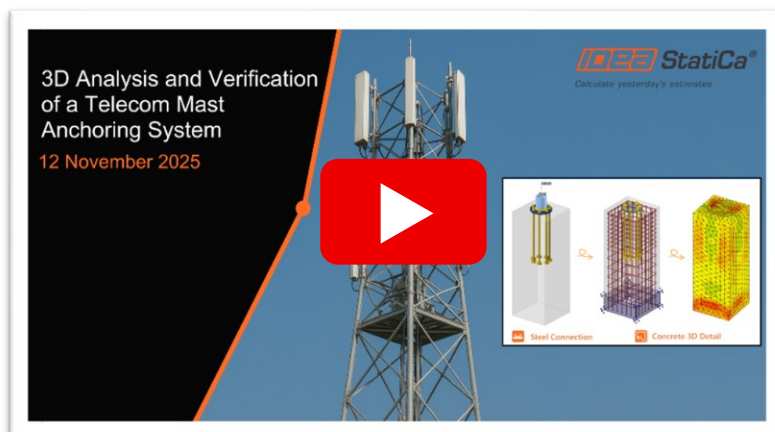 3D Analysis and Verification
of a Telecom Mast
Anchoring System
12 November 2025
IDEA StatiCa®
Calculate yesterday's estimates
Steel Connection
Concrete 3D Detail